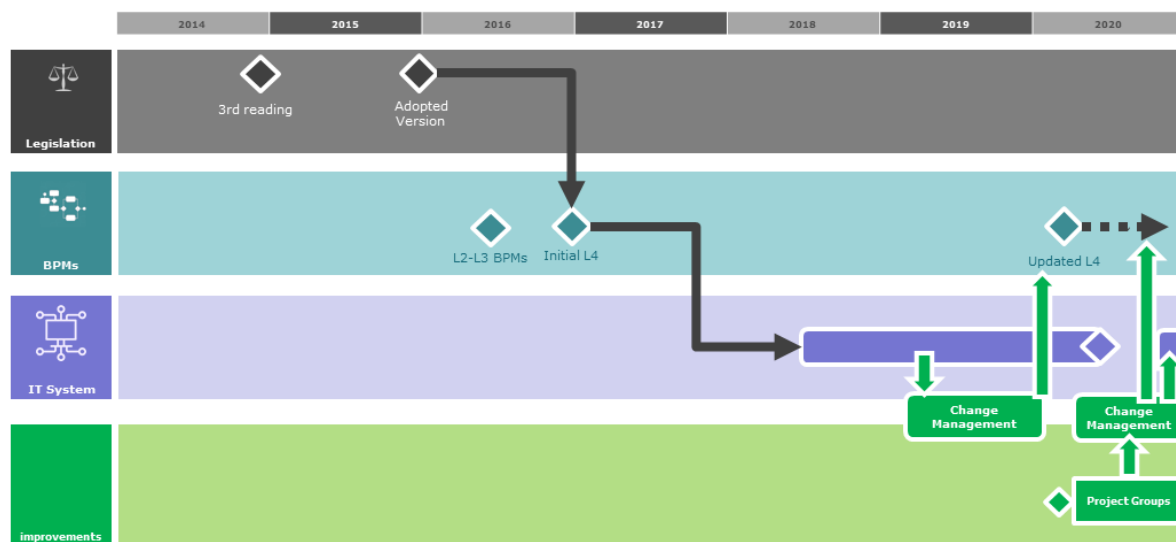 2014 2015 2016 2017 2018 2019 2020
3rd reading
Adopted
Version
Legislation
L2-L3 BPMs
Initial L4
Updated L4
BPMs
IT System
Change
Management
Change
Management
Project Groups
improvements